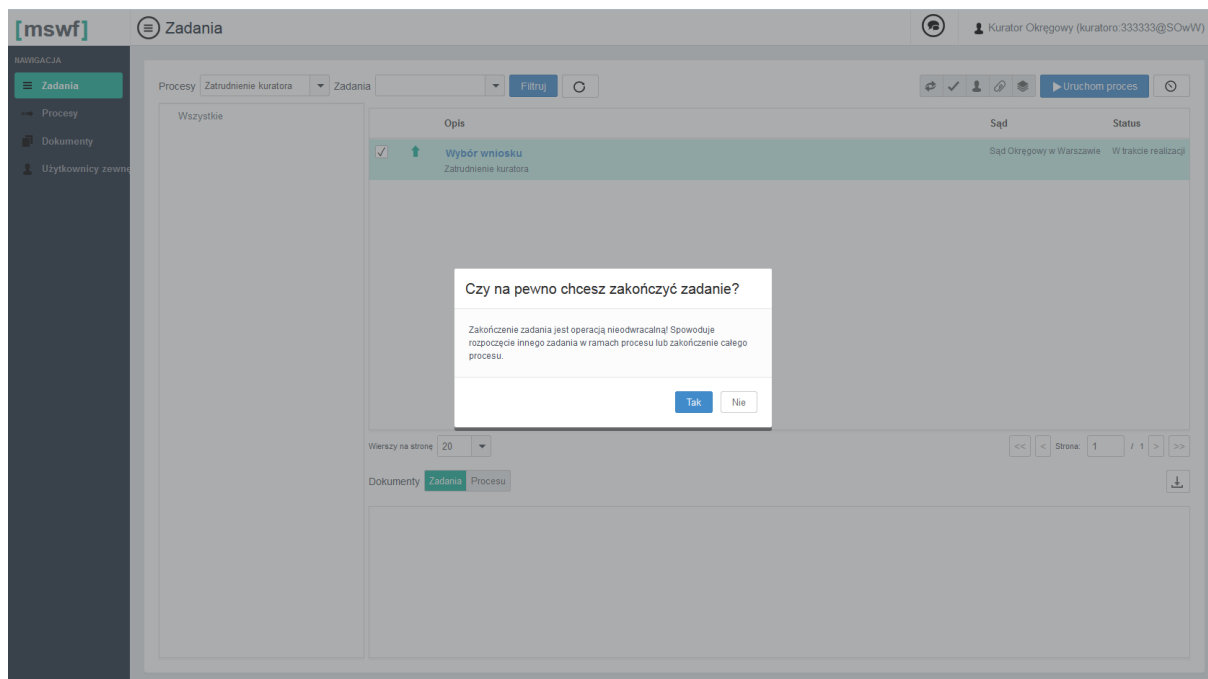 [mswf]
Zadania
Kurator Okręgowy (kuratoro:333333@SOwW)
NAWIGACJA
Zadania
Procesy
Dokumenty
Użytkownicy zewnę
Procesy Zatrudnienie kuratora Zadania Filtruj Uruchom proces
Wszystkie
Opis Sąd Status
Wybór wniosku Sąd Okręgowy w Warszawie W trakcie realizacji
Zatrudnienie kuratora
Czy na pewno chcesz zakończyć zadanie?
Zakończenie zadania jest operacją nieodwracalną! Spowoduje
rozpoczęcie innego zadania w ramach procesu lub zakończenie całego
procesu.
Tak Nie
Wierszy na stronę 20 << < Strona: 1 / 1 > >>
Dokumenty Zadania Procesu